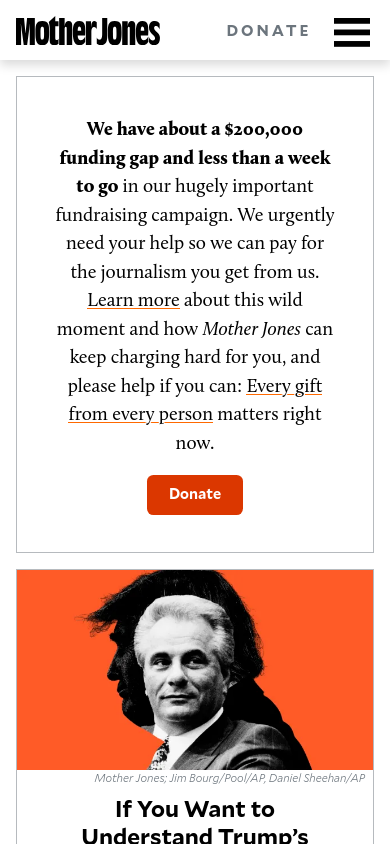 Mother Jones
DONATE
We have about a $200,000
funding gap and less than a week
to go in our hugely important
fundraising campaign. We urgently
need your help so we can pay for
the journalism you get from us.
Learn more about this wild
moment and how Mother Jones can
keep charging hard for you, and
please help if you can: Every gift
from every person matters right
now.
Donate
Mother Jones; Jim Bourg/Pool/AP, Daniel Sheehan/AP
If You Want to
Understand Trump’s